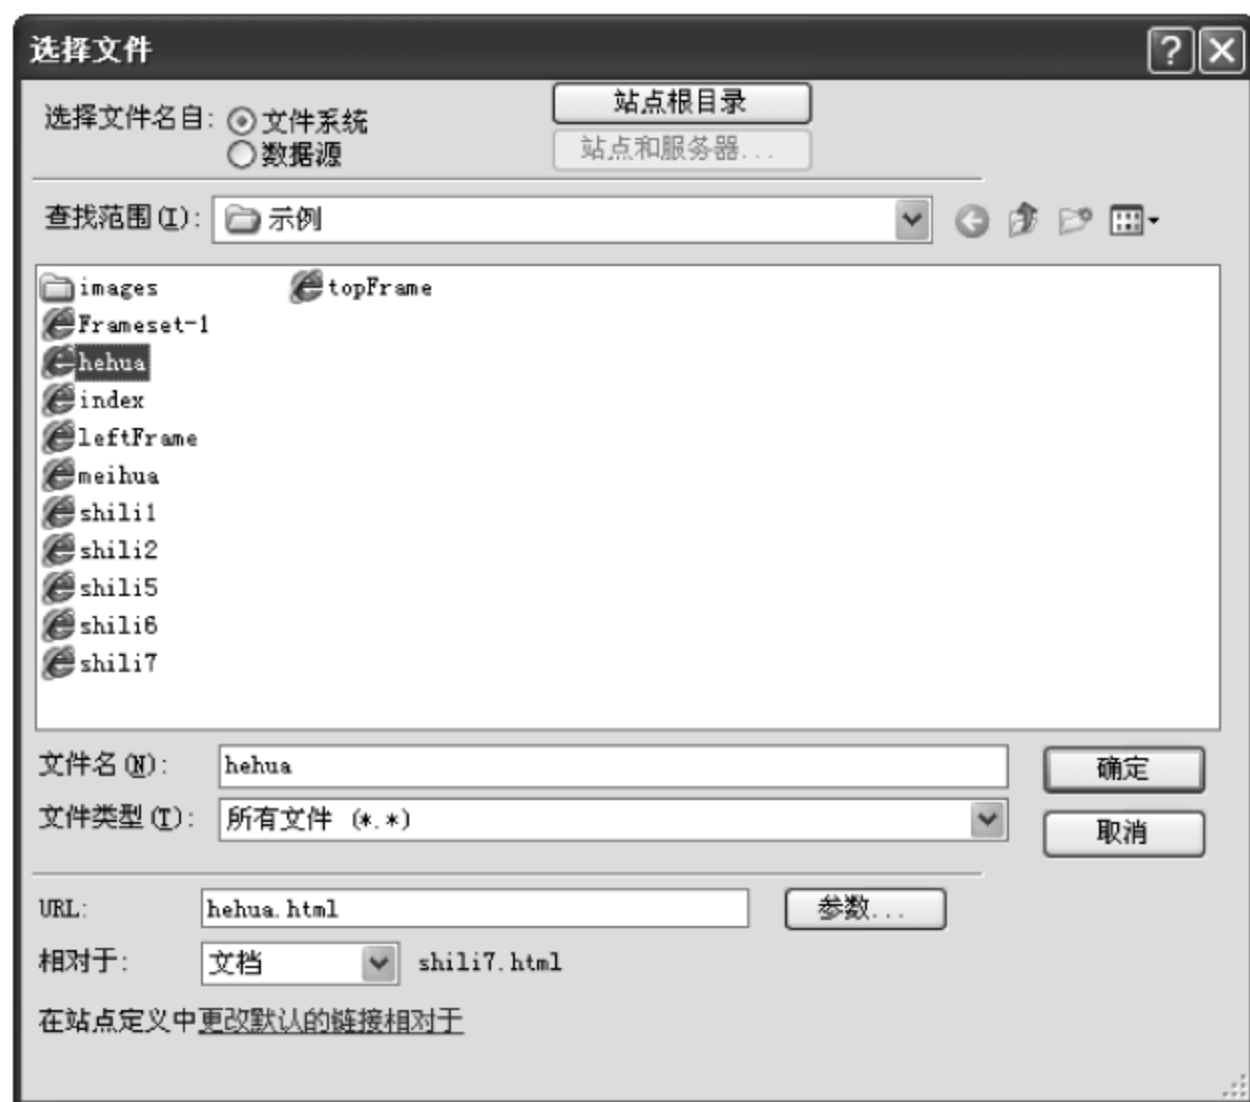 选择文件
选择文件名自: 文件系统
站点根目录
数据源
站点和服务器...
查找范围(I): 示例
images
topFrame
Frameset-1
hehua
index
leftFrame
meihua
shili1
shili2
shili5
shili6
shili7
文件名(N): hehua
确定
文件类型(T): 所有文件 (*.*)
取消
URL: hehua.html
参数...
相对于: 文档 shili7.html
在站点定义中更改默认的链接相对于